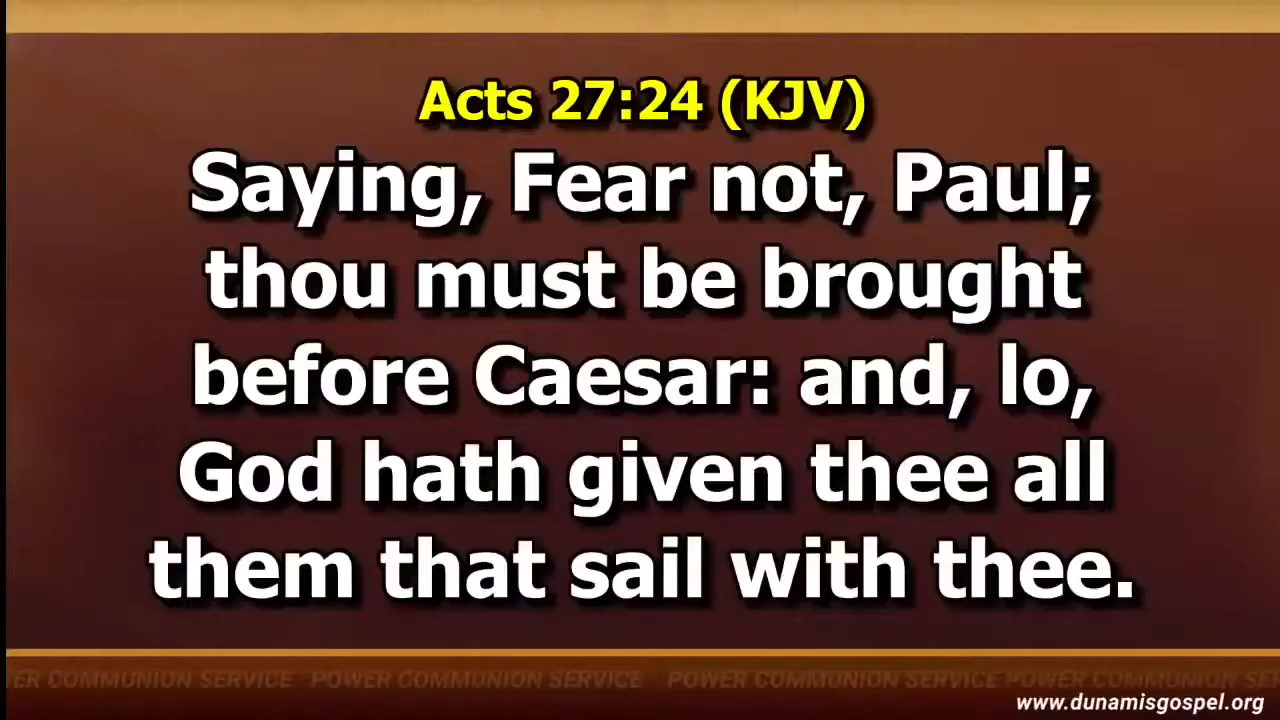 Acts 27:24 (KJV)
Saying, Fear not, Paul;
thou must be brought
before Caesar: and, lo,
God hath given thee all
them that sail with thee.
ER COMMUNION SERVICE POWER COMMUNION SERVICE POWER COMMUNION SERVICE POWER COMMUNION SE
www.dunamisgospel.org